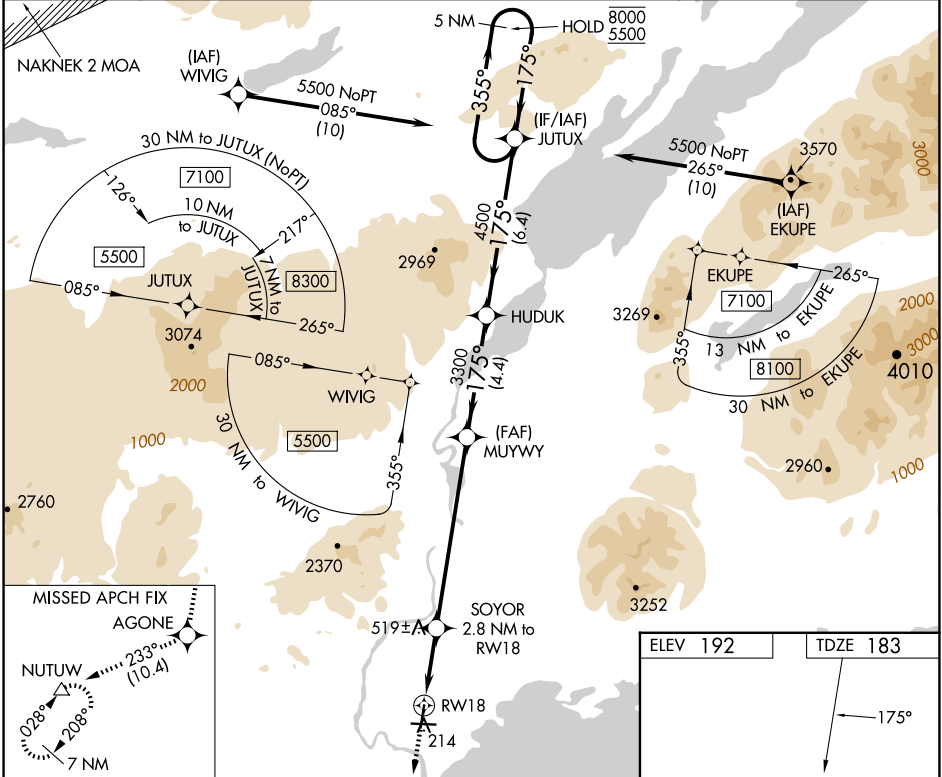 NAKNEK 2 MOA
(IAF)
WIVIG
5500 NoPT
085°
(10)
5 NM
HOLD
8000
5500
355°
175°
(IF/IAF)
JUTUX
5500 NoPT
265°
(10)
3570
(IAF)
EKUPE
3000
30 NM to JUTUX (NoPT)
7100
126°
10 NM
to JUTUX
217°
7 NM to
JUTUX
5500
8300
JUTUX
085°
265°
3074
2000
1000
2969
4500
175°
(6.4)
HUDUK
3300
175°
(4.4)
(FAF)
MUYWY
EKUPE
265°
7100
13 NM to EKUPE
3269
355°
8100
30 NM to EKUPE
2000
3000
4010
2960
1000
085°
WIVIG
5500
355°
30 NM to WIVIG
2760
2370
3252
519±
SOYOR
2.8 NM to
RW18
RW18
214
MISSED APCH FIX
AGONE
233°
(10.4)
NUTUW
028°
208°
7 NM
ELEV 192
TDZE 183
175°